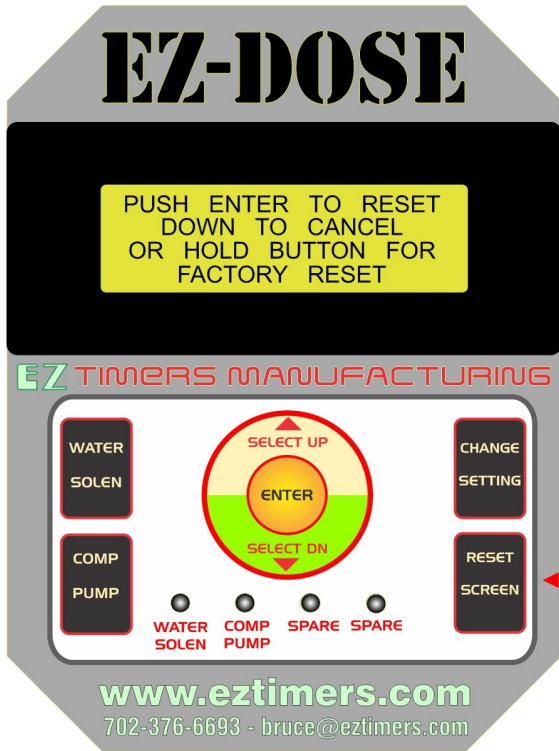 EZ-DOSE
PUSH ENTER TO RESET
DOWN TO CANCEL
OR HOLD BUTTON FOR
FACTORY RESET
EZ TIMERS MANUFACTURING
WATER
SOLEN
COMP
PUMP
SELECT UP
ENTER
SELECT DN
CHANGE
SETTING
RESET
SCREEN
WATER
SOLEN
COMP
PUMP
SPARE
SPARE
www.eztimers.com
702-376-6693 - bruce@eztimers.com